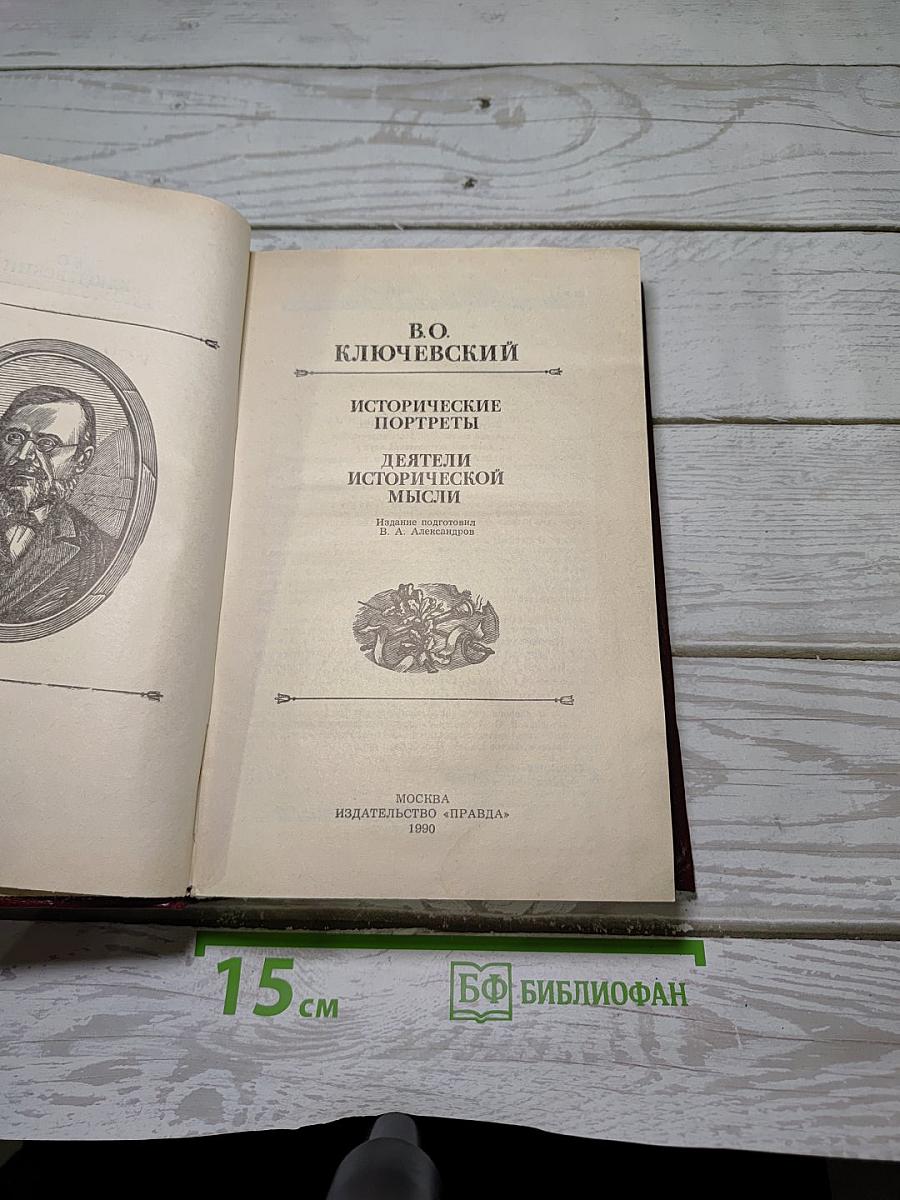 В.О.
КЛЮЧЕВСКИЙ
ИСТОРИЧЕСКИЕ
ПОРТРЕТЫ
ДЕЯТЕЛИ
ИСТОРИЧЕСКОЙ
МЫСЛИ
Издание подготовил
В. А. Александров
МОСКВА
ИЗДАТЕЛЬСТВО «ПРАВДА»
1990
15 см
БФ БИБЛИОФАН